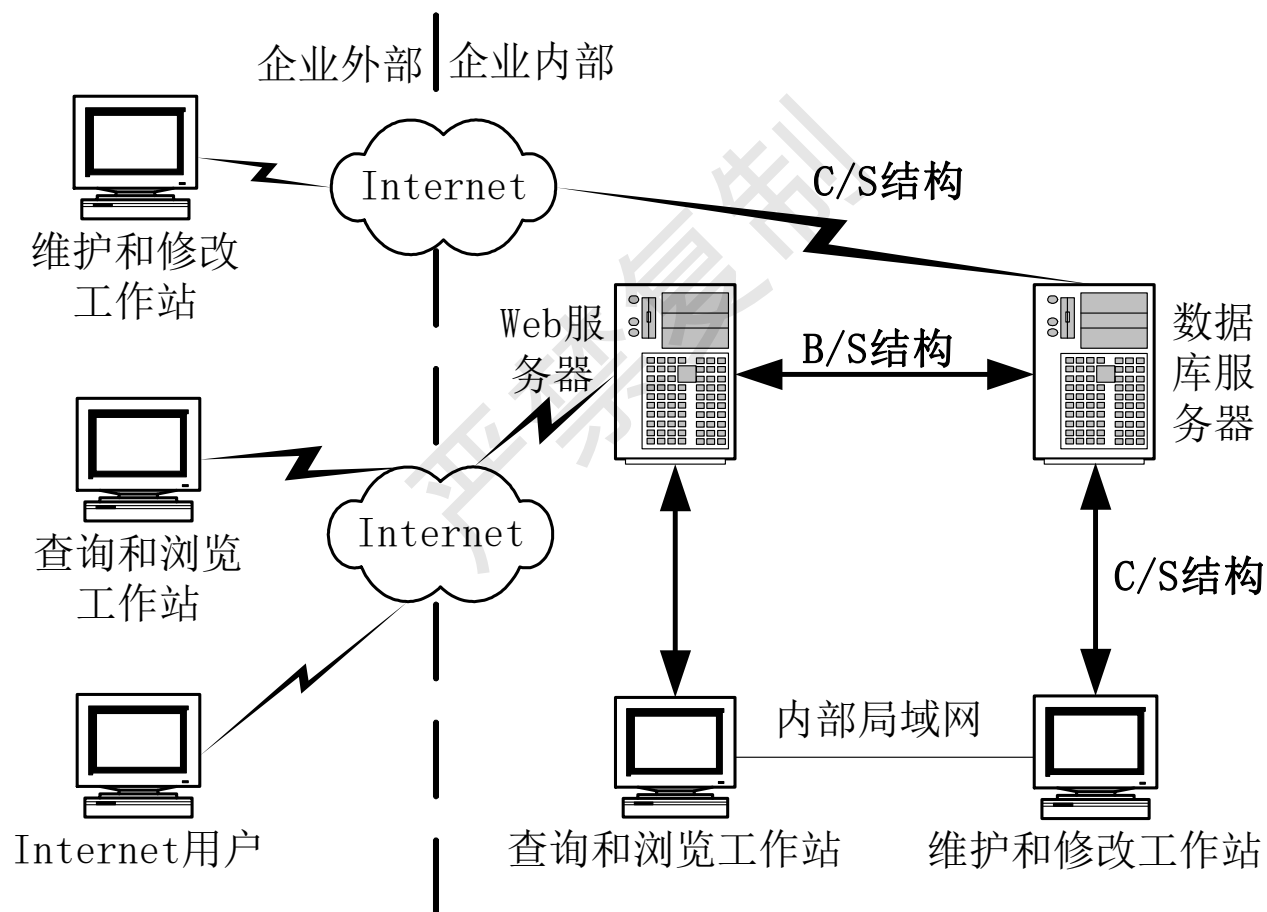 企业外部
企业内部
Internet
C/S结构
维护和修改
工作站
Web服
务器
B/S结构
数据
库服
务器
查询和浏览
工作站
Internet
C/S结构
内部局域网
Internet用户
查询和浏览工作站
维护和修改工作站
严禁复制